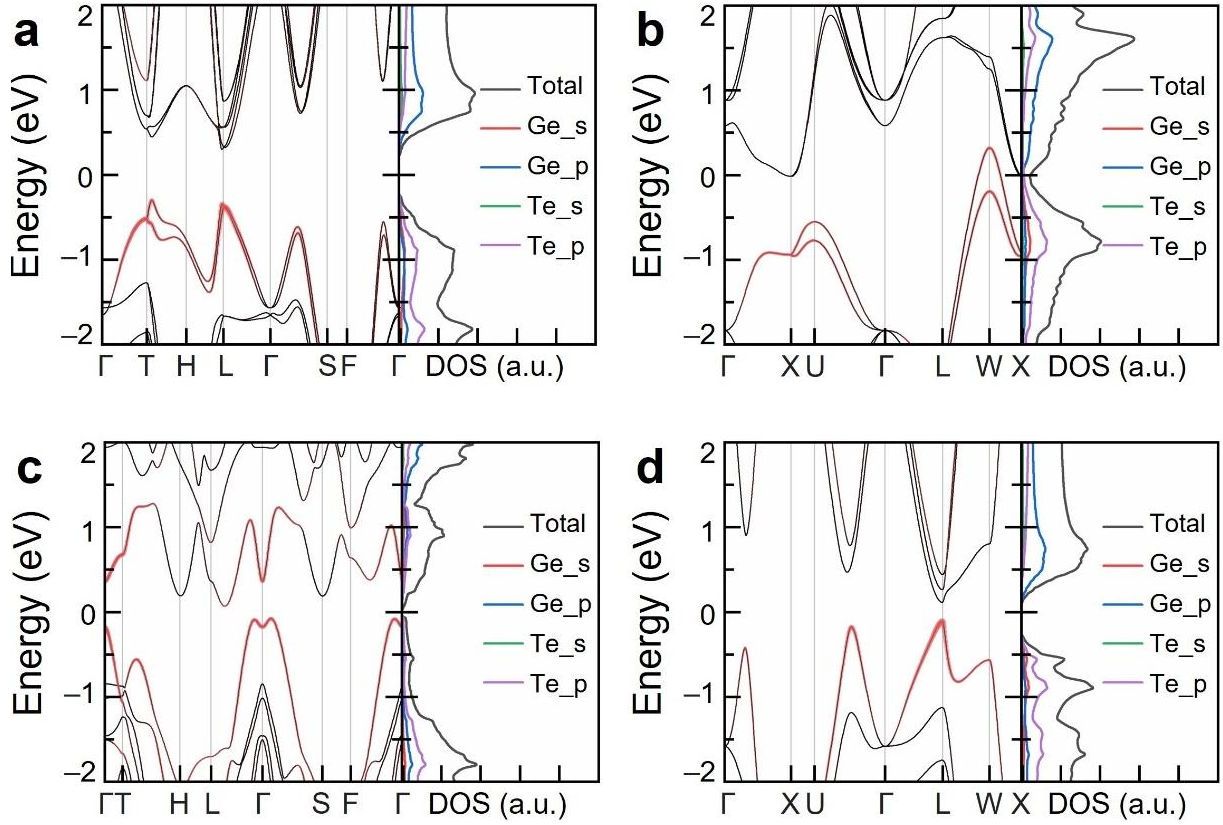 a
2
1
0
−1
−2
Energy (eV)
Γ T H L Γ S F Γ DOS (a.u.)
Total
Ge_s
Ge_p
Te_s
Te_p
b
2
1
0
−1
−2
Energy (eV)
Γ X U Γ L W X DOS (a.u.)
Total
Ge_s
Ge_p
Te_s
Te_p
c
2
1
0
−1
−2
Energy (eV)
Γ T H L Γ S F Γ DOS (a.u.)
Total
Ge_s
Ge_p
Te_s
Te_p
d
2
1
0
−1
−2
Energy (eV)
Γ X U Γ L W X DOS (a.u.)
Total
Ge_s
Ge_p
Te_s
Te_p